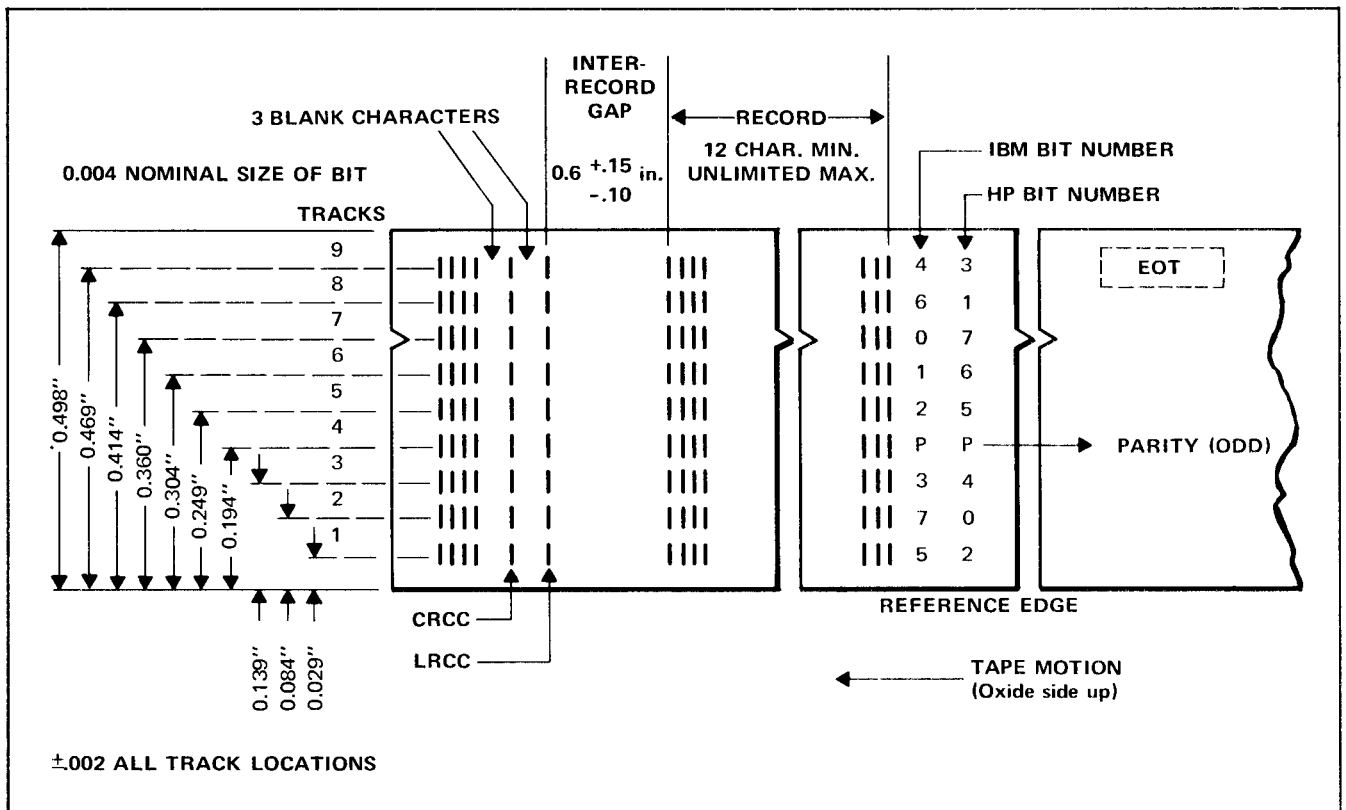 INTER-
RECORD
GAP
0.6 +.15 in.
-.10
3 BLANK CHARACTERS
RECORD
12 CHAR. MIN.
UNLIMITED MAX.
IBM BIT NUMBER
HP BIT NUMBER
0.004 NOMINAL SIZE OF BIT
TRACKS
9
8
7
6
5
4
3
2
1
0.498"
0.469"
0.414"
0.360"
0.304"
0.249"
0.194"
0.139"
0.084"
0.029"
4 3
6 1
0 7
1 6
2 5
P P
3 4
7 0
5 2
EOT
PARITY (ODD)
REFERENCE EDGE
CRCC
LRCC
TAPE MOTION
(Oxide side up)
±.002 ALL TRACK LOCATIONS